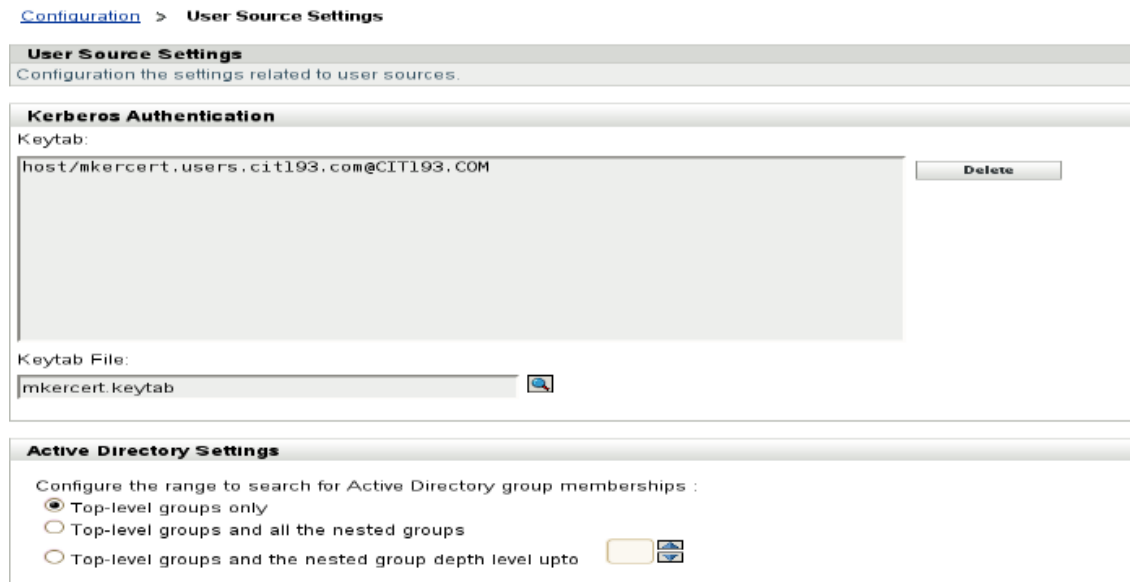 Configuration > User Source Settings
User Source Settings
Configuration the settings related to user sources.
Kerberos Authentication
Keytab:
host/mkercert.users.cit193.com@CIT193.COM
Delete
Keytab File:
mkercert.keytab
Active Directory Settings
Configure the range to search for Active Directory group memberships :
Top-level groups only
Top-level groups and all the nested groups
Top-level groups and the nested group depth level upto